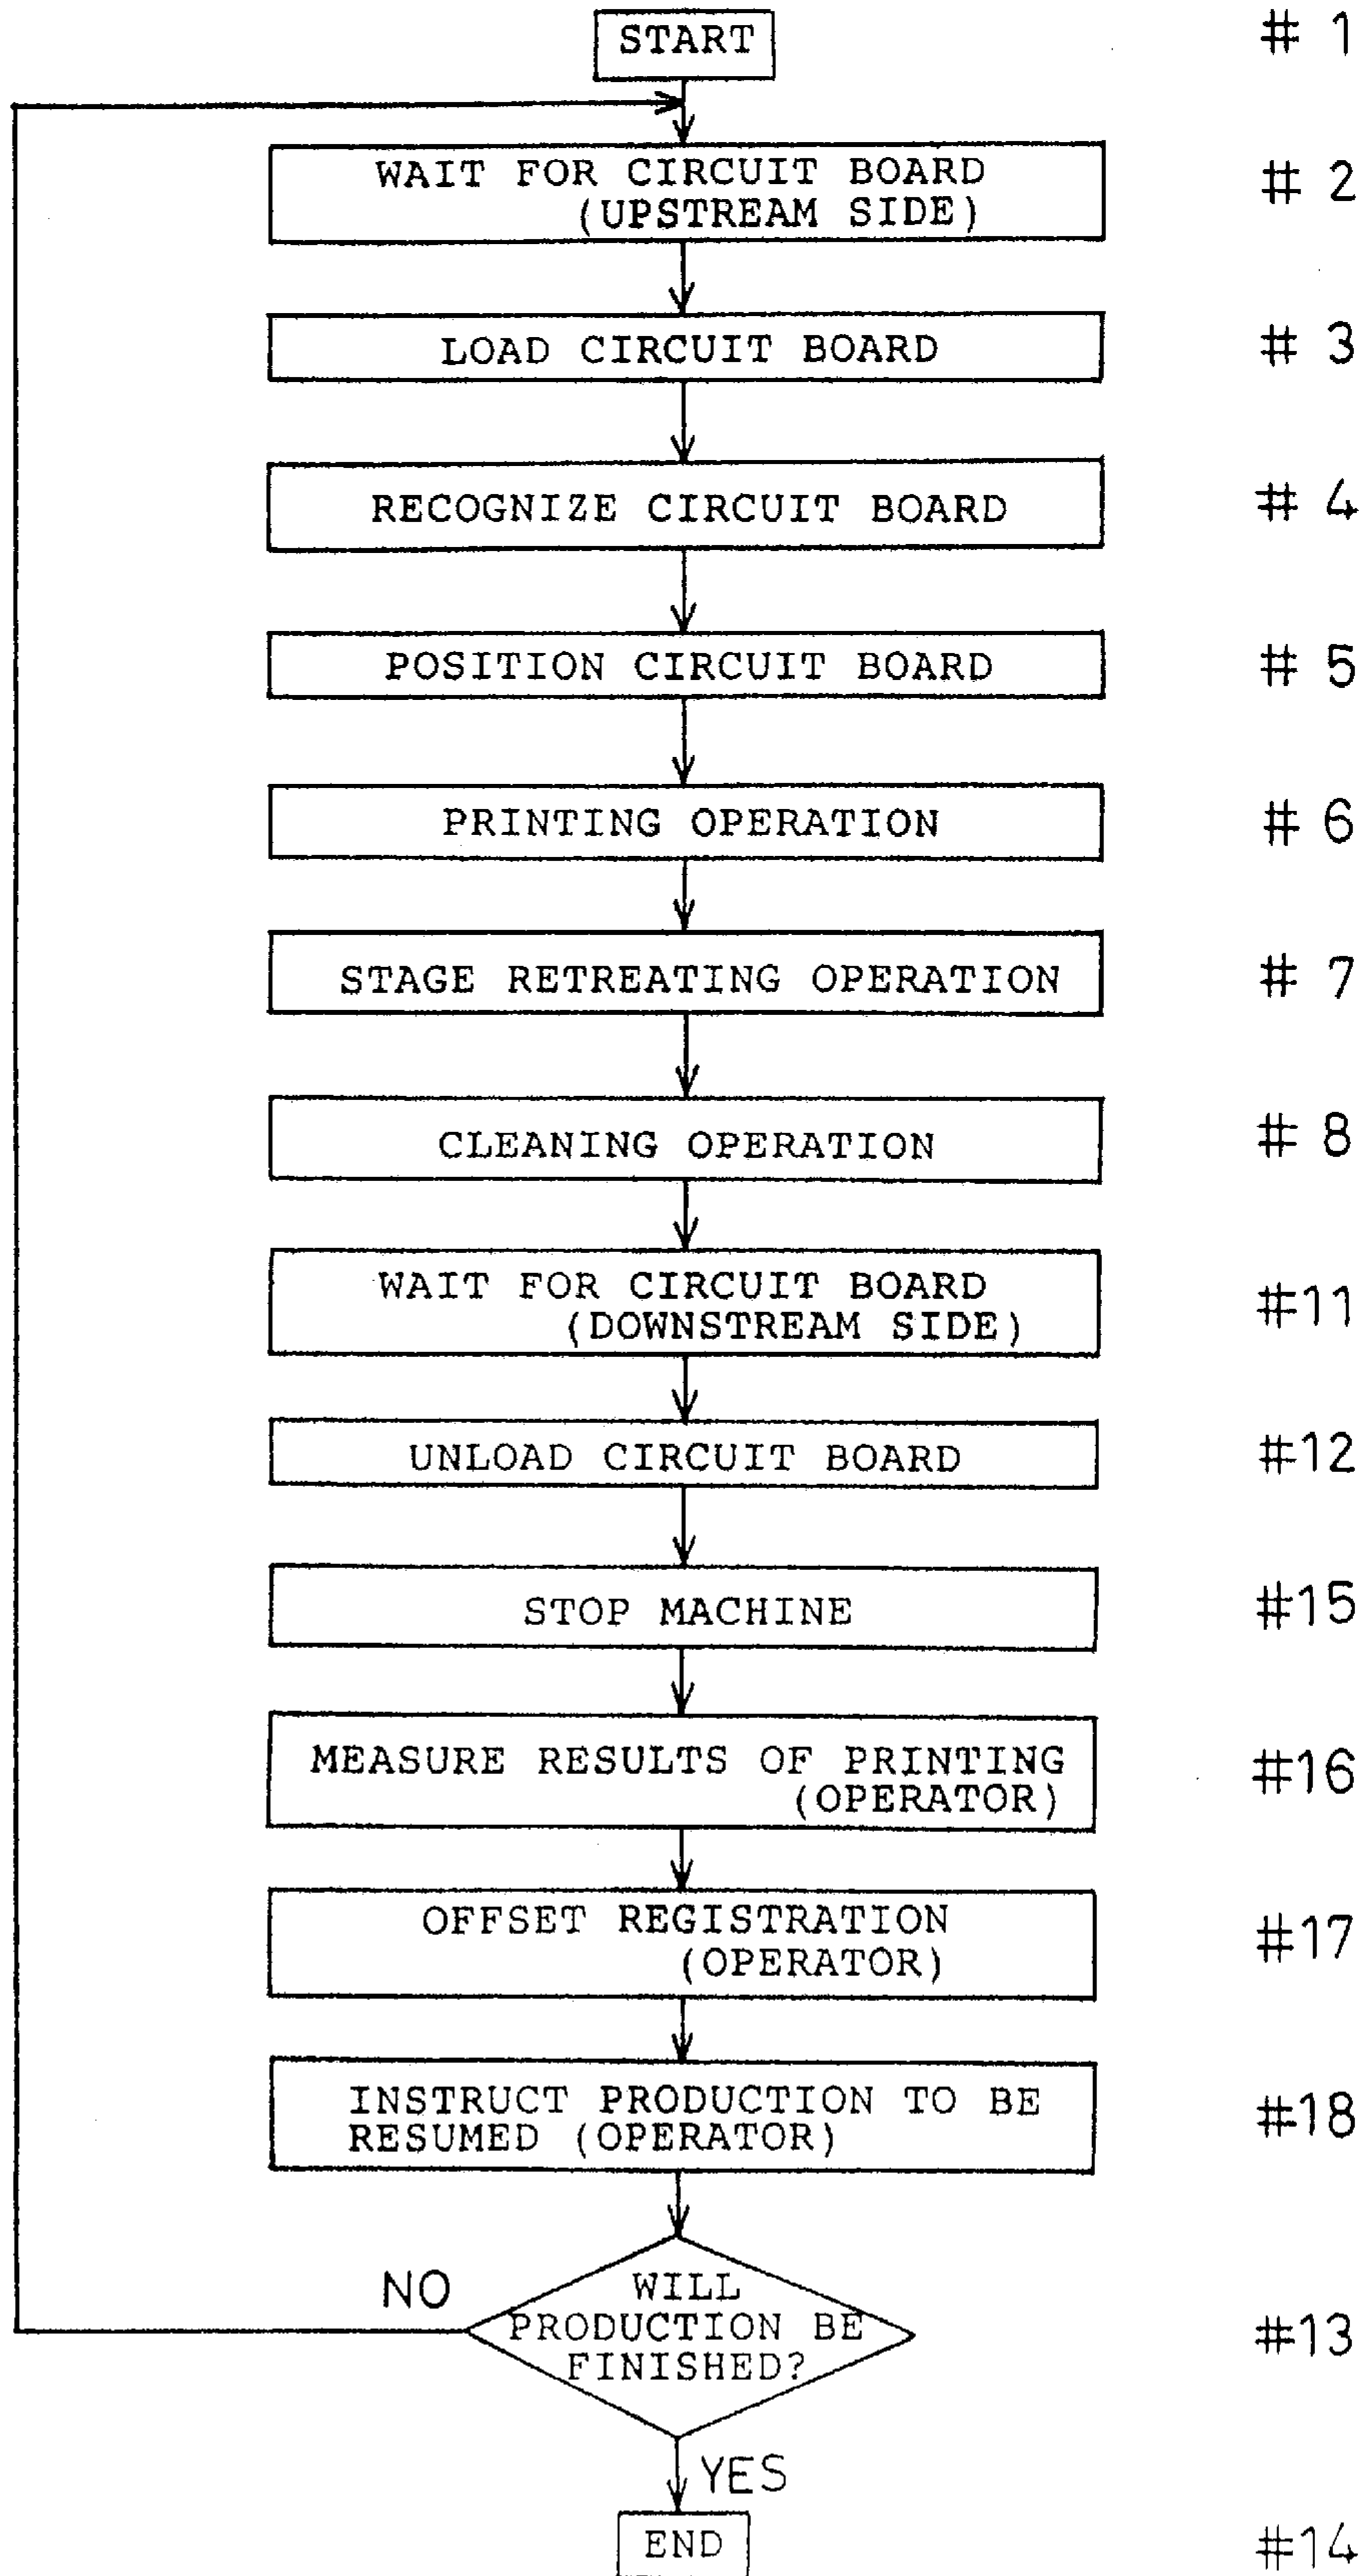 START # 1
WAIT FOR CIRCUIT BOARD # 2
(UPSTREAM SIDE)
LOAD CIRCUIT BOARD # 3
RECOGNIZE CIRCUIT BOARD # 4
POSITION CIRCUIT BOARD # 5
PRINTING OPERATION # 6
STAGE RETREATING OPERATION # 7
CLEANING OPERATION # 8
WAIT FOR CIRCUIT BOARD #11
(DOWNSTREAM SIDE)
UNLOAD CIRCUIT BOARD #12
STOP MACHINE #15
MEASURE RESULTS OF PRINTING #16
(OPERATOR)
OFFSET REGISTRATION #17
(OPERATOR)
INSTRUCT PRODUCTION TO BE #18
RESUMED (OPERATOR)
NO WILL
PRODUCTION BE #13
FINISHED?
YES
END #14